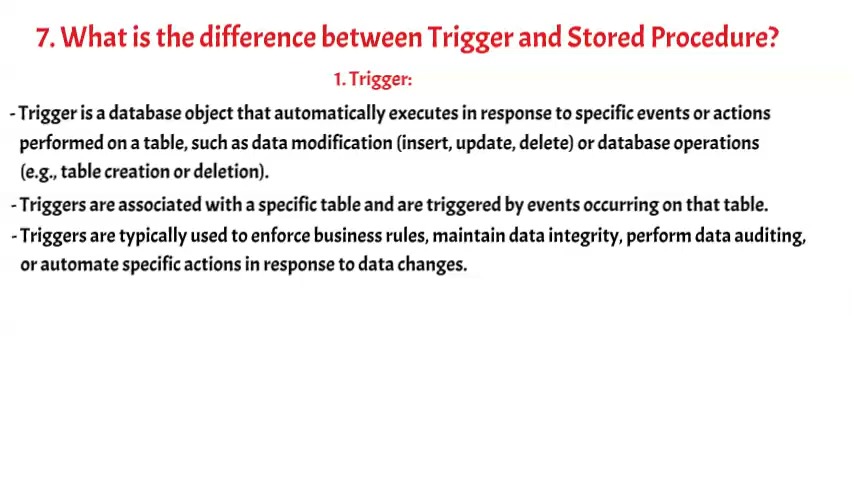 7. What is the difference between Trigger and Stored Procedure?
1. Trigger:
- Trigger is a database object that automatically executes in response to specific events or actions
performed on a table, such as data modification (insert, update, delete) or database operations
(e.g., table creation or deletion).
- Triggers are associated with a specific table and are triggered by events occurring on that table.
- Triggers are typically used to enforce business rules, maintain data integrity, perform data auditing,
or automate specific actions in response to data changes.